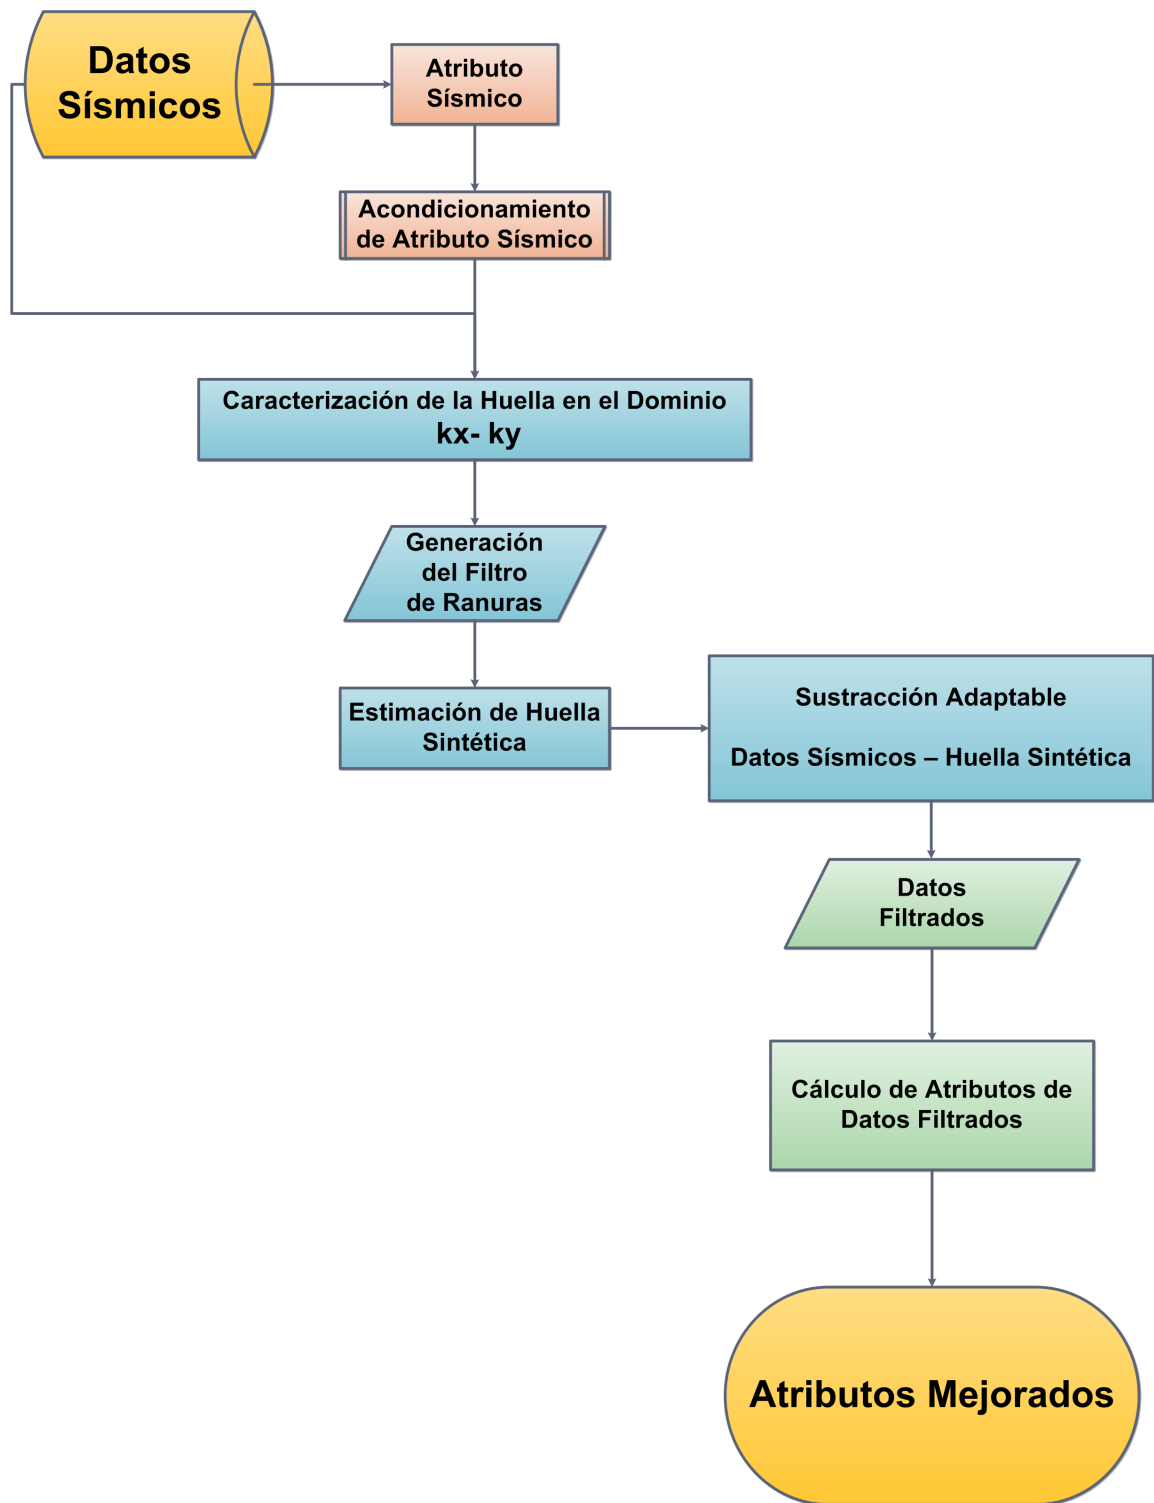 Datos
Sísmicos
Atributo
Sísmico
Acondicionamiento
de Atributo Sísmico
Caracterización de la Huella en el Dominio
kx- ky
Generación
del Filtro
de Ranuras
Estimación de Huella
Sintética
Sustracción Adaptable
Datos Sísmicos – Huella Sintética
Datos
Filtrados
Cálculo de Atributos de
Datos Filtrados
Atributos Mejorados